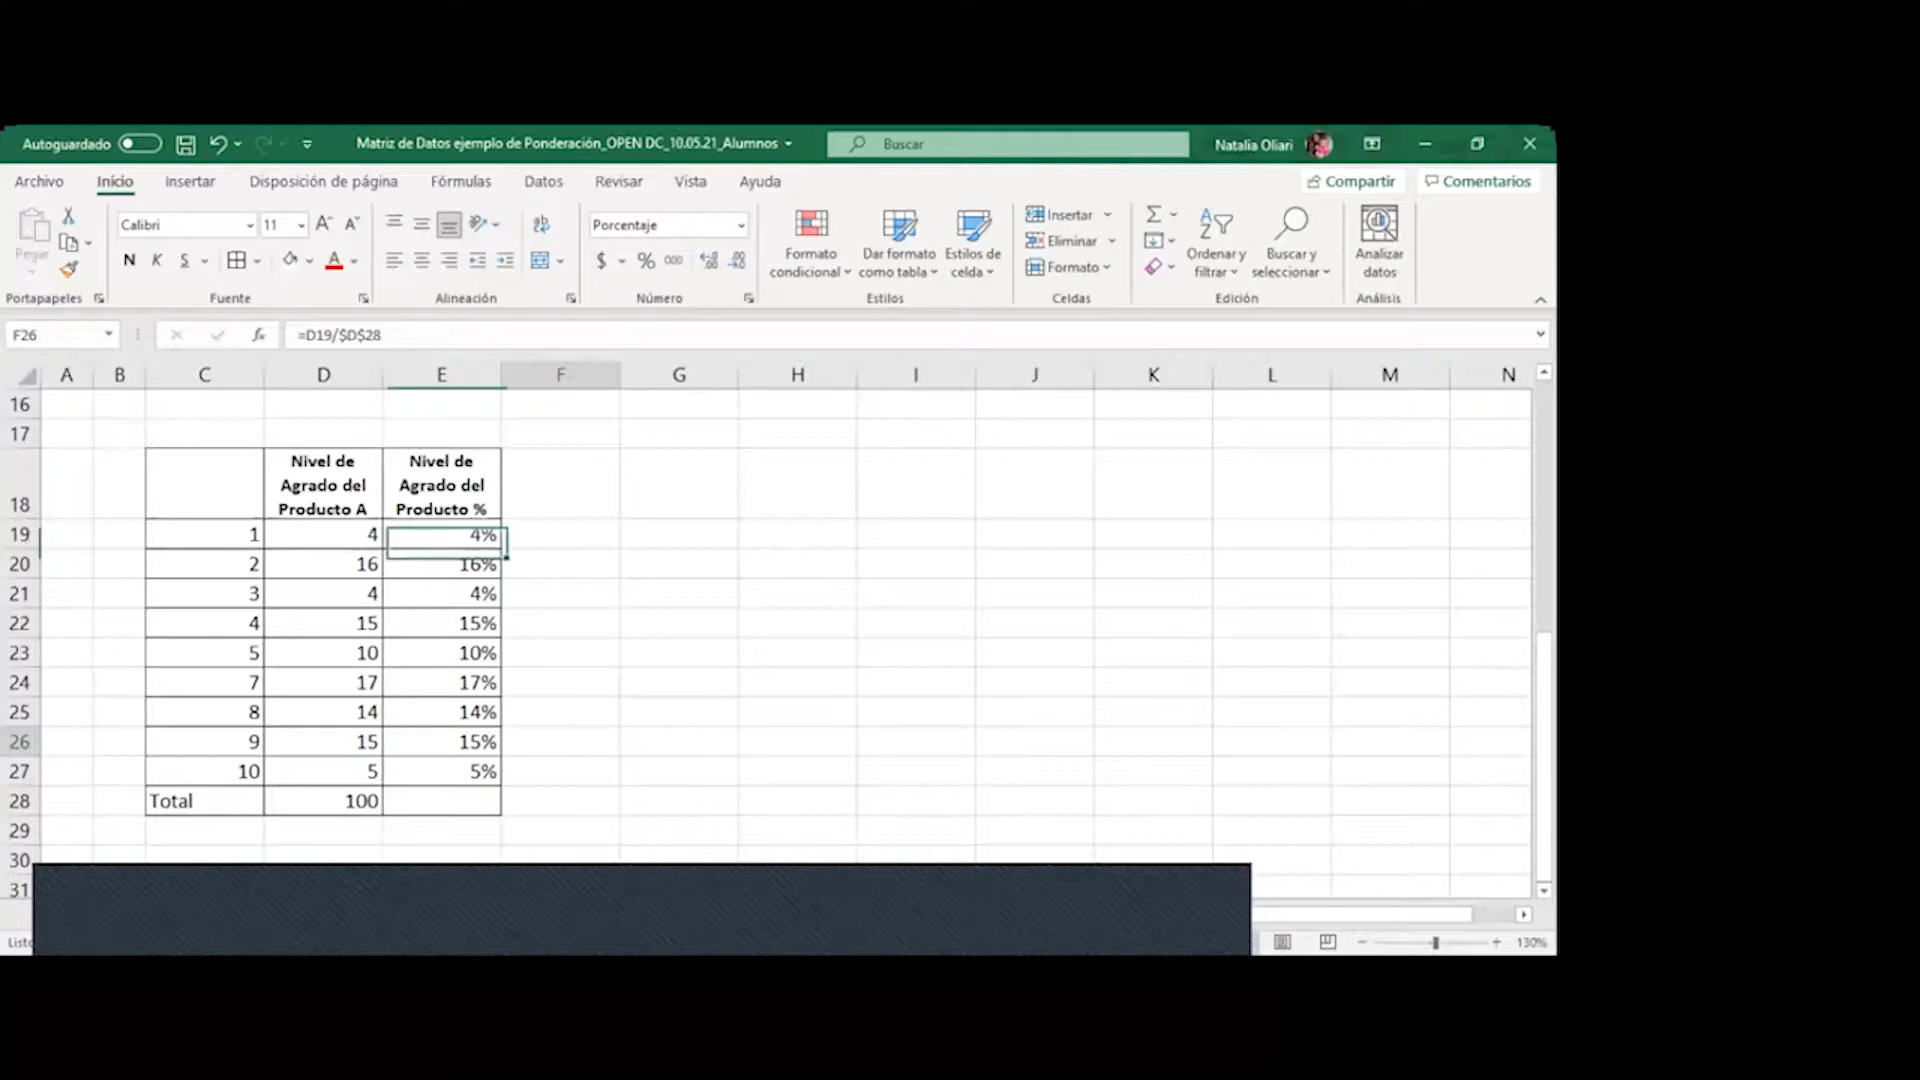 Autoguardado Matriz de Datos ejemplo de Ponderación_OPEN DC_10.05.21_Alumnos Buscar Natalia Oliari
Archivo Inicio Insertar Disposición de página Fórmulas Datos Revisar Vista Ayuda Compartir Comentarios
Pegar
Calibri 11
N K S
Porcentaje
$ % 000
Formato condicional
Dar formato como tabla
Estilos de celda
Insertar
Eliminar
Formato
Ordenar y filtrar
Buscar y seleccionar
Analizar datos
Portapapeles Fuente Alineación Número Estilos Celdas Edición Análisis
F26 fx =D19/$D$28
A B C D E F G H I J K L M N
16
17
18 Nivel de Agrado del Producto A Nivel de Agrado del Producto %
19 1 4 4%
20 2 16 16%
21 3 4 4%
22 4 15 15%
23 5 10 10%
24 7 17 17%
25 8 14 14%
26 9 15 15%
27 10 5 5%
28 Total 100
29
30
31
130%